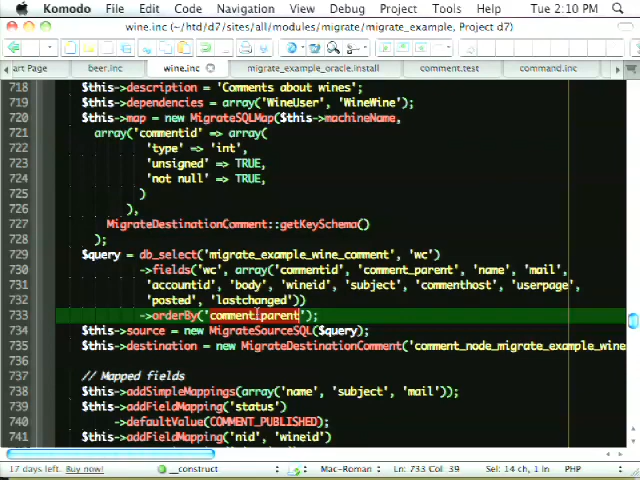 Komodo File Edit View Code Debug Project Tools Help Tue 2:10 PM
wine.inc (~/htd/d7/sites/all/modules/migrate/migrate_example, Project d7)
art Page beer.inc wine.inc migrate_example_oracle.install comment.test command.inc
718 $this->description = 'Comments about wines';
719 $this->dependencies = array('WineUser', 'WineWine');
720 $this->map = new MigrateSQLMap($this->machineName,
721 array('commentid' => array(
722 'type' => 'int',
723 'unsigned' => TRUE,
724 'not null' => TRUE,
725 )
726 ),
727 MigrateDestinationComment::getKeySchema()
728 );
729 $query = db_select('migrate_example_wine_comment', 'wc')
730 ->fields('wc', array('commentid', 'comment_parent', 'name', 'mail',
731 'accountid', 'body', 'wineid', 'subject', 'commenthost', 'userpage',
732 'posted', 'lastchanged'))
733 ->orderBy('comment_parent');
734 $this->source = new MigrateSourceSQL($query);
735 $this->destination = new MigrateDestinationComment('comment_node_migrate_example_wine
736
737 // Mapped fields
738 $this->addSimpleMappings(array('name', 'subject', 'mail'));
739 $this->addFieldMapping('status')
740 ->defaultValue(COMMENT_PUBLISHED);
741 $this->addFieldMapping('nid', 'wineid')
17 days left. Buy now! __construct Mac-Roman Ln: 733 Col: 39 Sel: 14 ch, 1 ln PHP